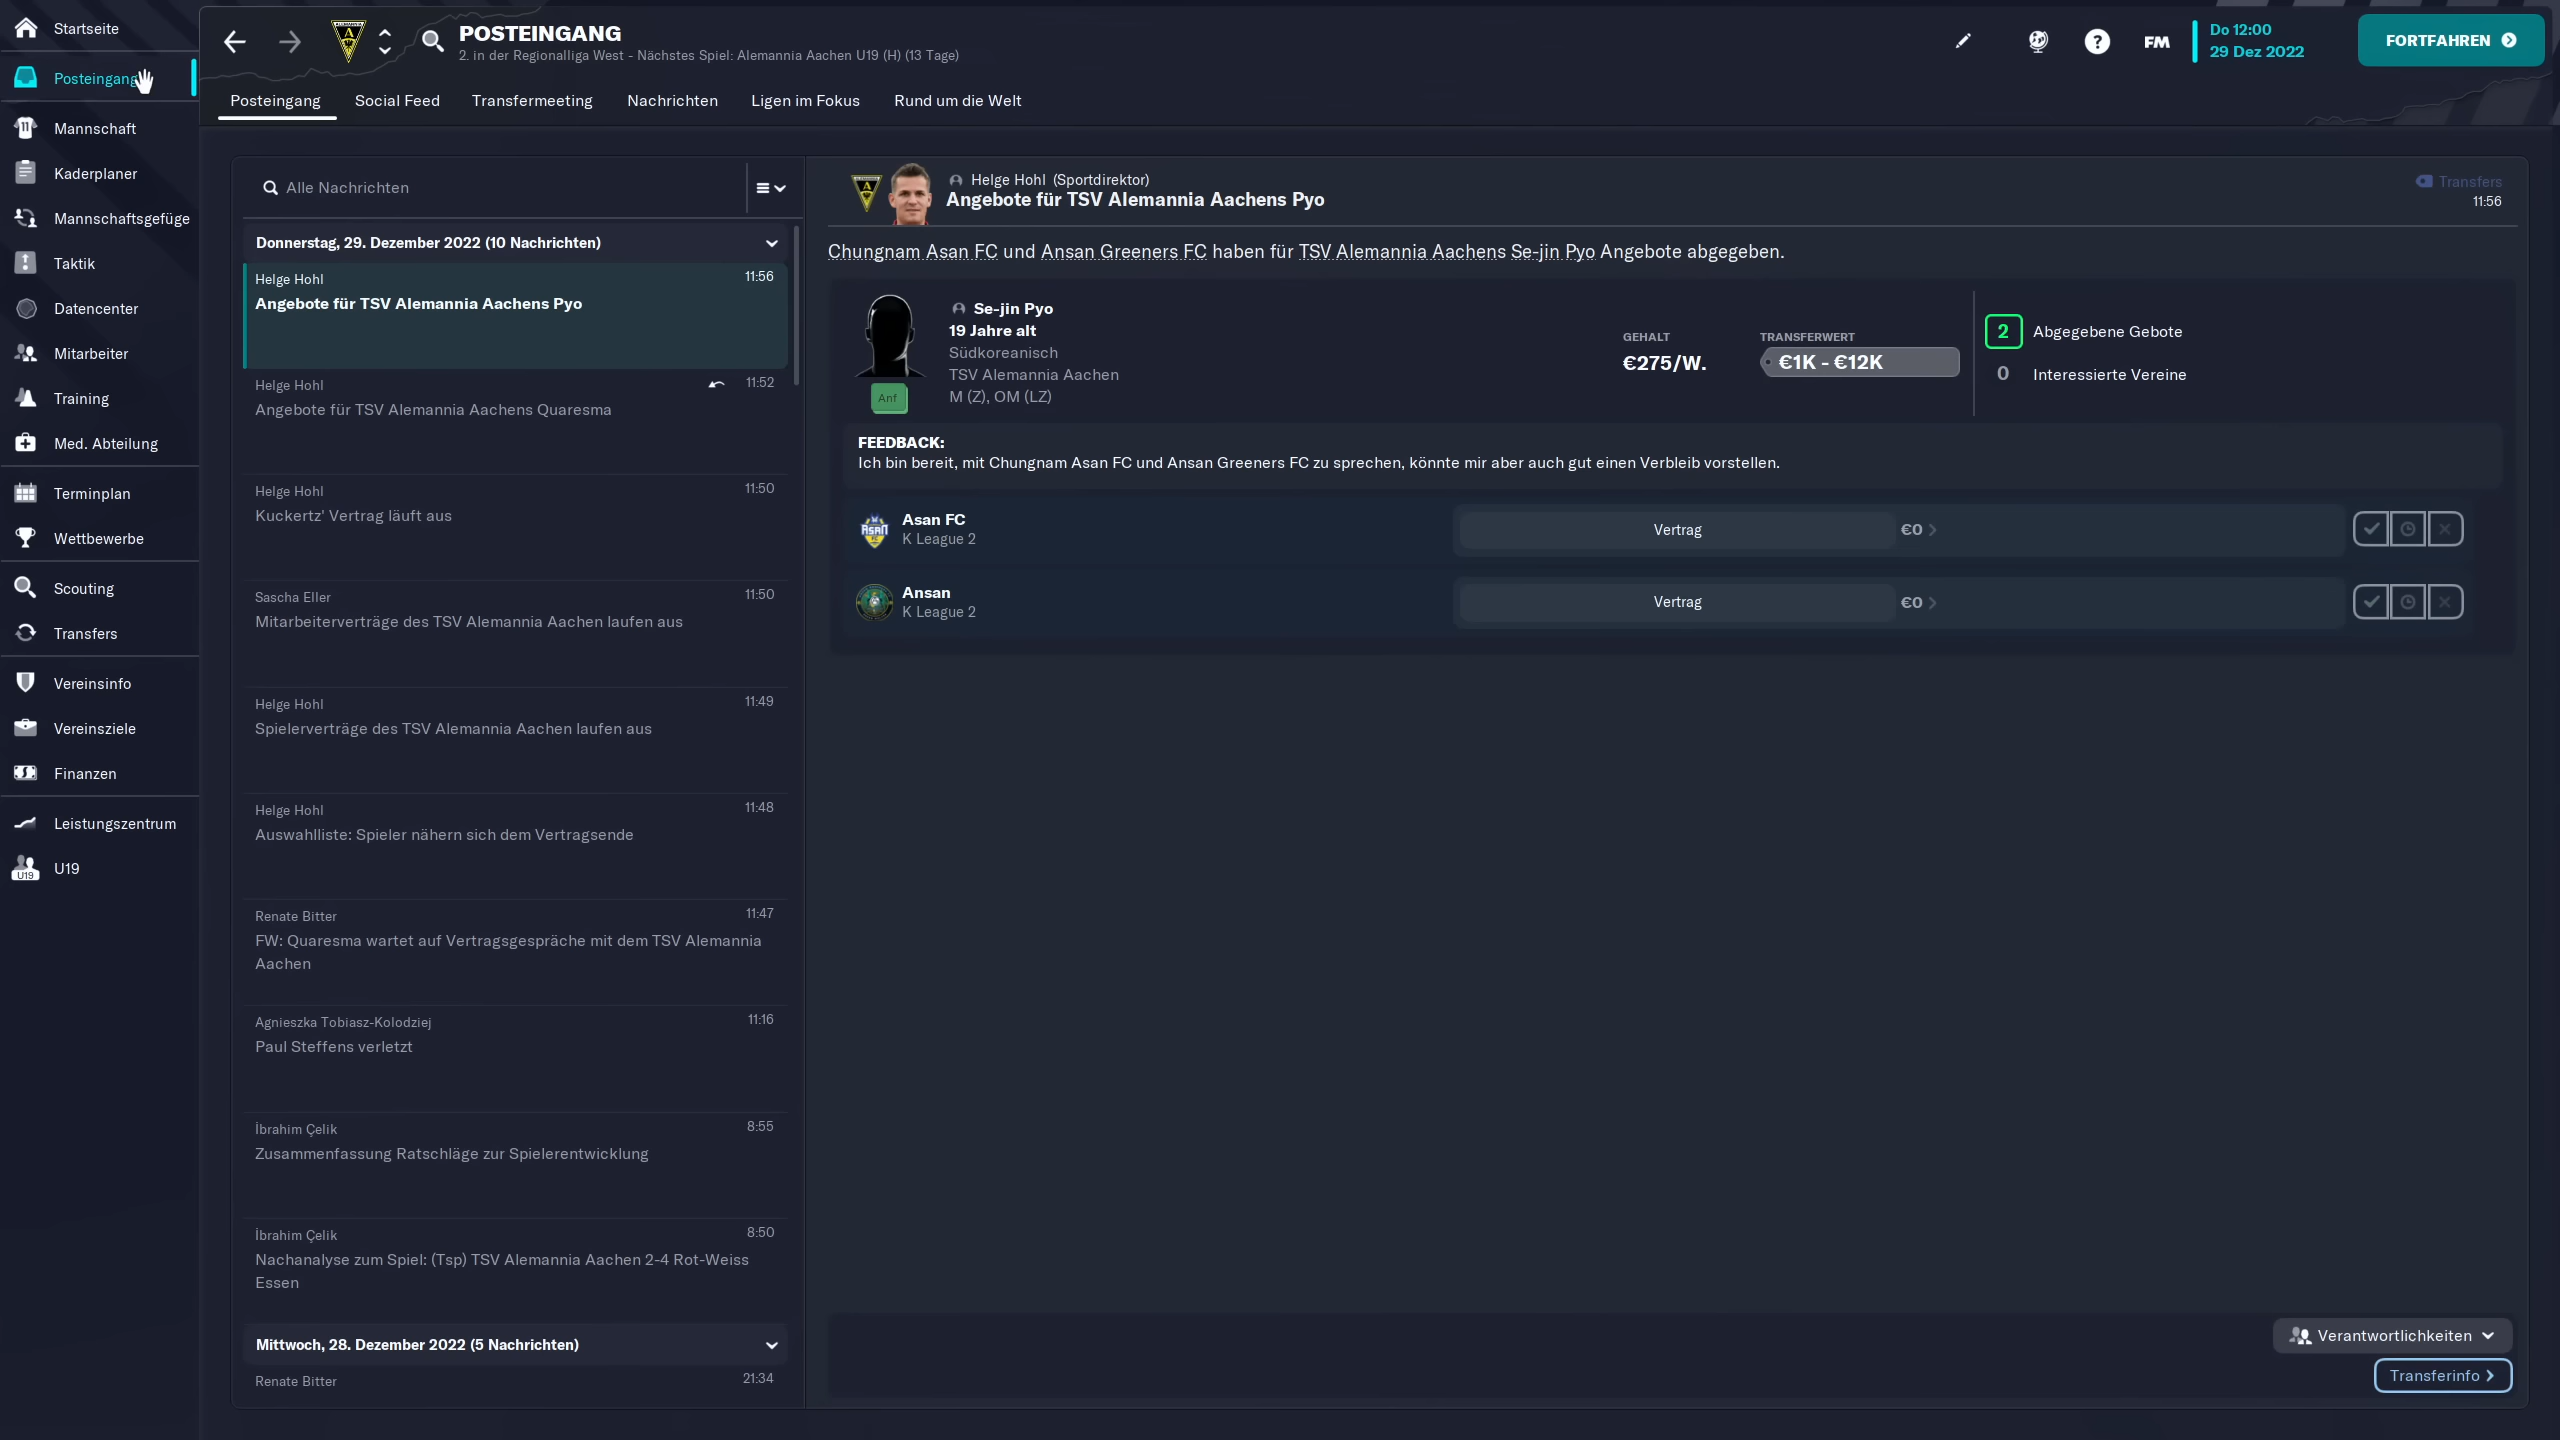 Startseite
Posteingang
Mannschaft
Kaderplaner
Mannschaftsgefüge
Taktik
Datencenter
Mitarbeiter
Training
Med. Abteilung
Terminplan
Wettbewerbe
Scouting
Transfers
Vereinsinfo
Vereinsziele
Finanzen
Leistungszentrum
U19
U19
POSTEINGANG
2. in der Regionalliga West - Nächstes Spiel: Alemannia Aachen U19 (H) (13 Tage)
FM
Do 12:00
29 Dez 2022
FORTFAHREN
Posteingang Social Feed Transfermeeting Nachrichten Ligen im Fokus Rund um die Welt
Alle Nachrichten
Donnerstag, 29. Dezember 2022 (10 Nachrichten)
Helge Hohl 11:56
Angebote für TSV Alemannia Aachens Pyo
Helge Hohl 11:52
Angebote für TSV Alemannia Aachens Quaresma
Helge Hohl 11:50
Kuckertz' Vertrag läuft aus
Sascha Eller 11:50
Mitarbeiterverträge des TSV Alemannia Aachen laufen aus
Helge Hohl 11:49
Spielerverträge des TSV Alemannia Aachen laufen aus
Helge Hohl 11:48
Auswahlliste: Spieler nähern sich dem Vertragsende
Renate Bitter 11:47
FW: Quaresma wartet auf Vertragsgespräche mit dem TSV Alemannia
Aachen
Agnieszka Tobiasz-Kolodziej 11:16
Paul Steffens verletzt
İbrahim Çelik 8:55
Zusammenfassung Ratschläge zur Spielerentwicklung
İbrahim Çelik 8:50
Nachanalyse zum Spiel: (Tsp) TSV Alemannia Aachen 2-4 Rot-Weiss
Essen
Mittwoch, 28. Dezember 2022 (5 Nachrichten)
Renate Bitter 21:34
Helge Hohl (Sportdirektor)
Angebote für TSV Alemannia Aachens Pyo
Transfers
11:56
Chungnam Asan FC und Ansan Greeners FC haben für TSV Alemannia Aachens Se-jin Pyo Angebote abgegeben.
Se-jin Pyo
19 Jahre alt
Südkoreanisch
TSV Alemannia Aachen
M (Z), OM (LZ)
Anf
GEHALT
€275/W.
TRANSFERWERT
€1K - €12K
2 Abgegebene Gebote
0 Interessierte Vereine
FEEDBACK:
Ich bin bereit, mit Chungnam Asan FC und Ansan Greeners FC zu sprechen, könnte mir aber auch gut einen Verbleib vorstellen.
Asan FC
K League 2
Vertrag €0
Ansan
K League 2
Vertrag €0
Verantwortlichkeiten
Transferinfo